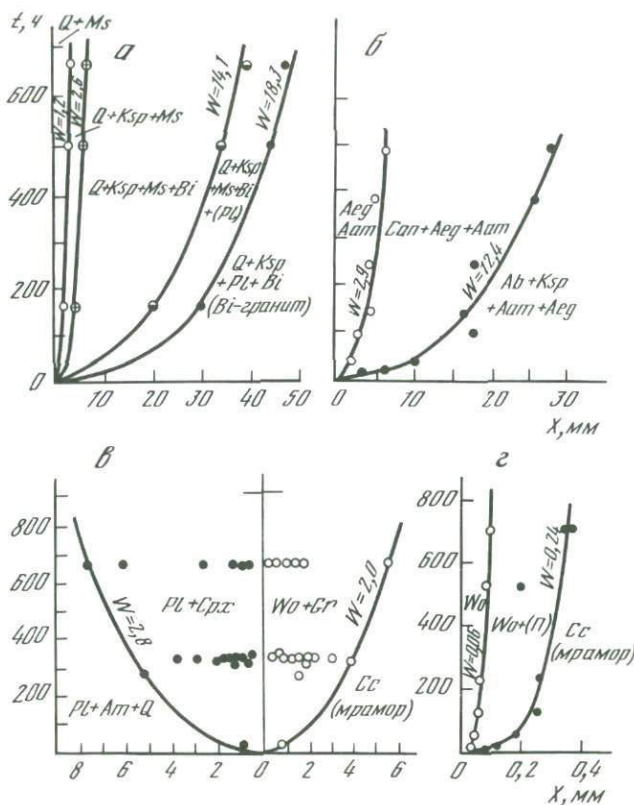 t, ч
Q+Ms
а
600
400
200
0
W=1,2
W=2,6
Q+Ksp+Ms
Q+Ksp+Ms+Bi
W=14,1
W=18,3
Q+Ksp
+Ms+Bi
+(Pl)
Q+Ksp
+Pl+Bi
(Bi-гранит)
10 20 30 40 50
б
Aeg
Aam
Can+Aeg+Aam
W=2,9
W=12,4
Ab+Ksp
+Aam+Aeg
0 10 20 30
X, мм
в
800
600
400
200
W=2,8
Pl+Cpx
Wo+Gr
W=2,0
Pl+Am+Q
Cc
(мрамор)
8 6 4 2 0 2 4 6
г
800
600
400
200
0
Wo
W=0,06
Wo+(П)
W=0,24
Cc
(мрамор)
0 0,2 0,4
X, мм